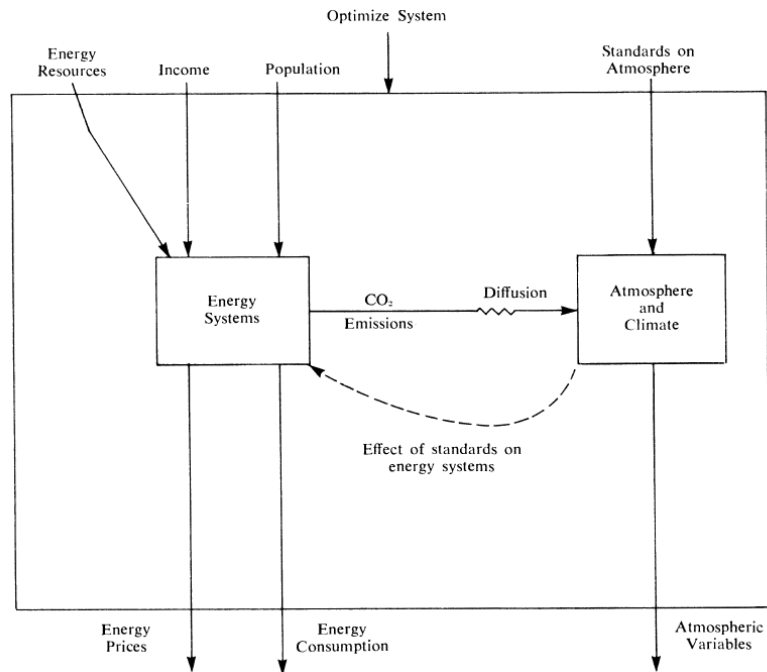 Optimize System
Energy
Resources
Income
Population
Standards on
Atmosphere
Energy
Systems
CO₂
Emissions
Diffusion
Atmosphere
and
Climate
Effect of standards on
energy systems
Energy
Prices
Energy
Consumption
Atmospheric
Variables